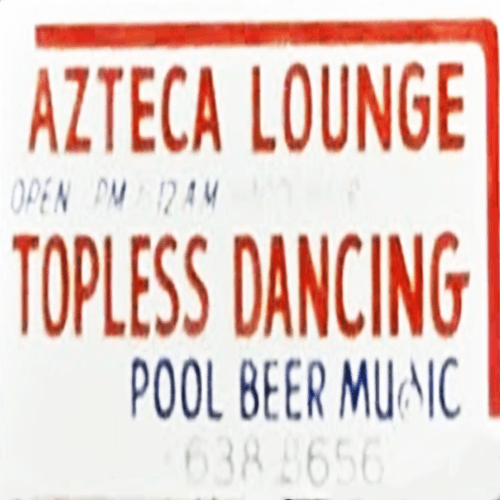 AZTECA LOUNGE
OPEN PM 12 AM
TOPLESS DANCING
POOL BEER MUSIC
638-8656